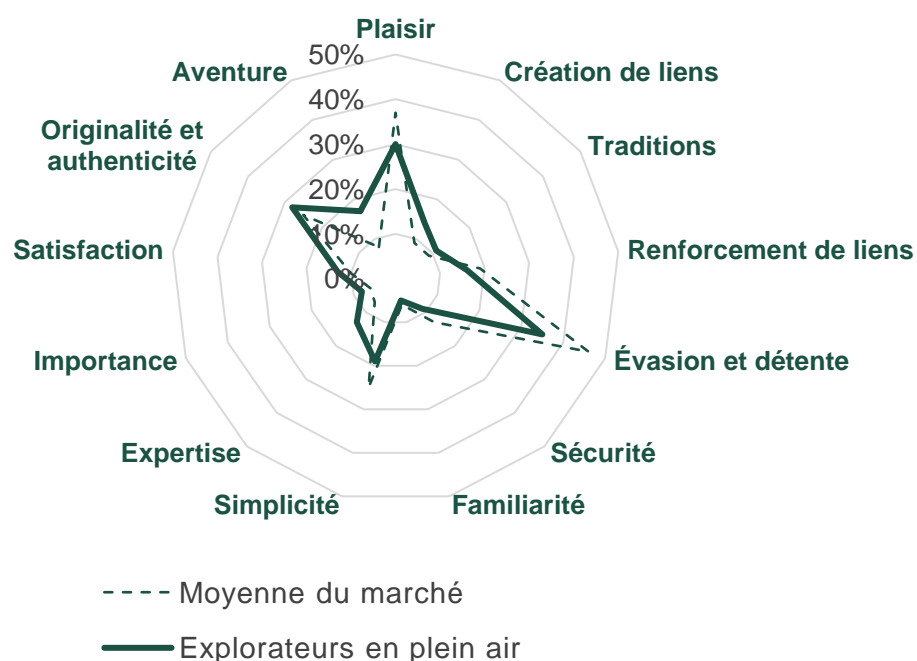 Plaisir
50%
Aventure
Création de liens
40%
Originalité et
authenticité
Traditions
30%
20%
Satisfaction
10%
Renforcement de liens
0%
Importance
Évasion et détente
Expertise
Sécurité
Simplicité
Familiarité
Moyenne du marché
Explorateurs en plein air